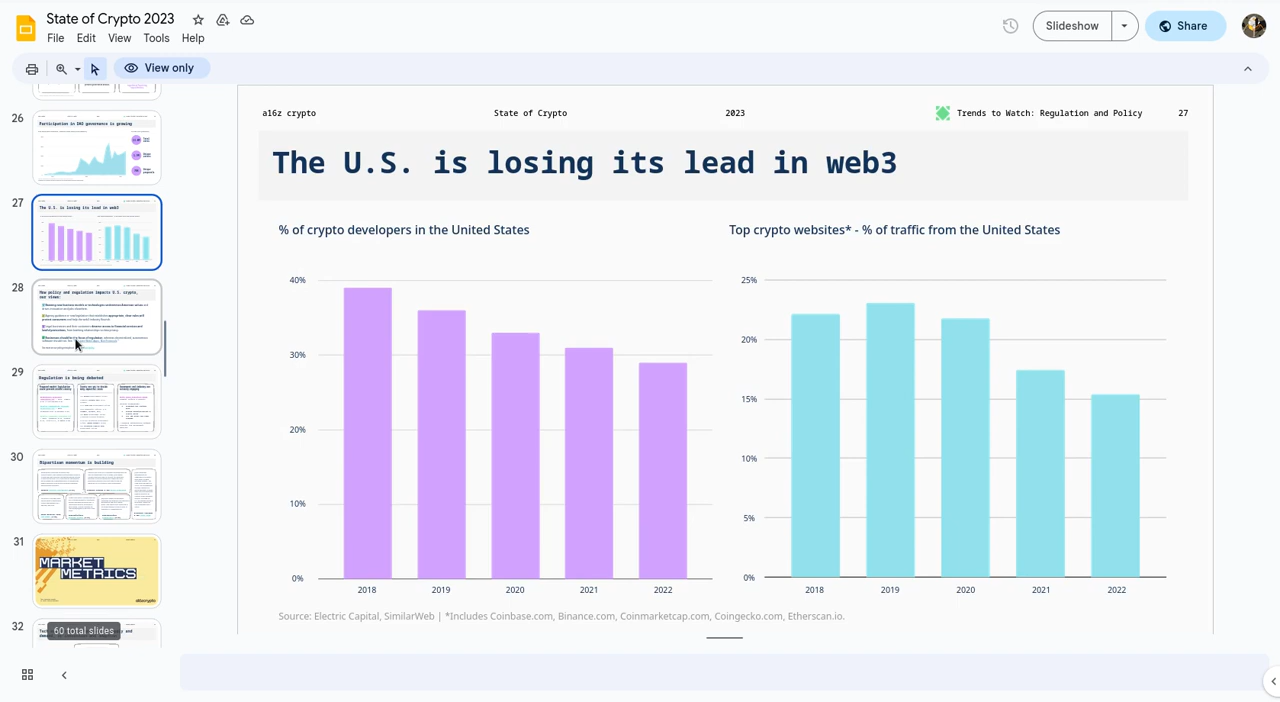 State of Crypto 2023
File Edit View Tools Help
Slideshow
Share
View only
26
Participation in DAO governance is growing
27
The U.S. is losing its lead in web3
28
How policy and regulation impacts U.S. crypto,
our views:
29
Regulation is being debated
30
Bipartisan momentum is building
31
MARKET
METRICS
32
60 total slides
a16z crypto State of Crypto 2023 Trends to Watch: Regulation and Policy 27
The U.S. is losing its lead in web3
% of crypto developers in the United States
40%
30%
20%
10%
0%
2018 2019 2020 2021 2022
Top crypto websites* - % of traffic from the United States
25%
20%
15%
10%
5%
0%
2018 2019 2020 2021 2022
Source: Electric Capital, SimilarWeb | *Includes Coinbase.com, Binance.com, Coinmarketcap.com, Coingecko.com, Etherscan.io.